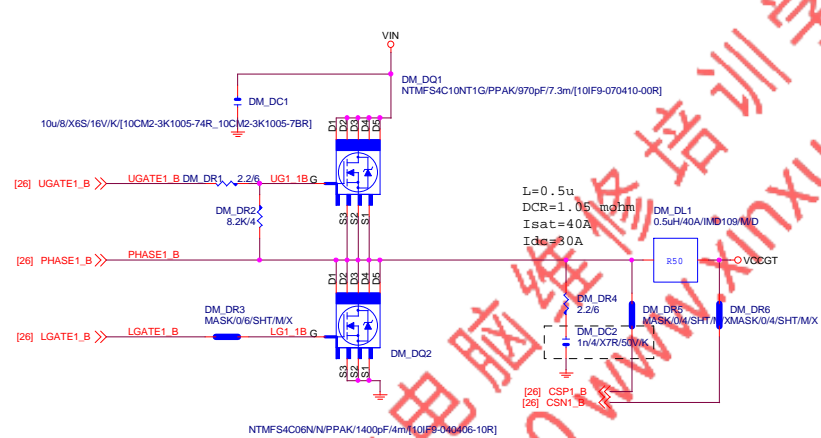 VIN
DM_DQ1
NTMFS4C10NT1G/PPAK/970pF/7.3m/[10IF9-070410-00R]
DM_DC1
10u/8/X6S/16V/K/[10CM2-3K1005-74R_10CM2-3K1005-7BR]
D1
D2
D3
D4
D5
[26] UGATE1_B
UGATE1_B
DM_DR1
2.2/6
UG1_1B
G
DM_DR2
8.2K/4
S3
S2
S1
L=0.5u
DCR=1.05 mohm
Isat=40A
Idc=30A
DM_DL1
0.5uH/40A/IMD109/M/D
[26] PHASE1_B
PHASE1_B
R50
VCCGT
D1
D2
D3
D4
D5
DM_DR3
MASK/0/6/SHT/M/X
DM_DR4
2.2/6
DM_DR5
MASK/0/4/SHT/M/X
DM_DR6
MASK/0/4/SHT/M/X
[26] LGATE1_B
LGATE1_B
LG1_1B
G
DM_DC2
1n/4/X7R/50V/K
DM_DQ2
S3
S2
S1
[26] CSP1_B
[26] CSN1_B
NTMFS4C06N/N/PPAK/1400pF/4m/[10IF9-040406-10R]
电脑维修培训学
www.xinxu